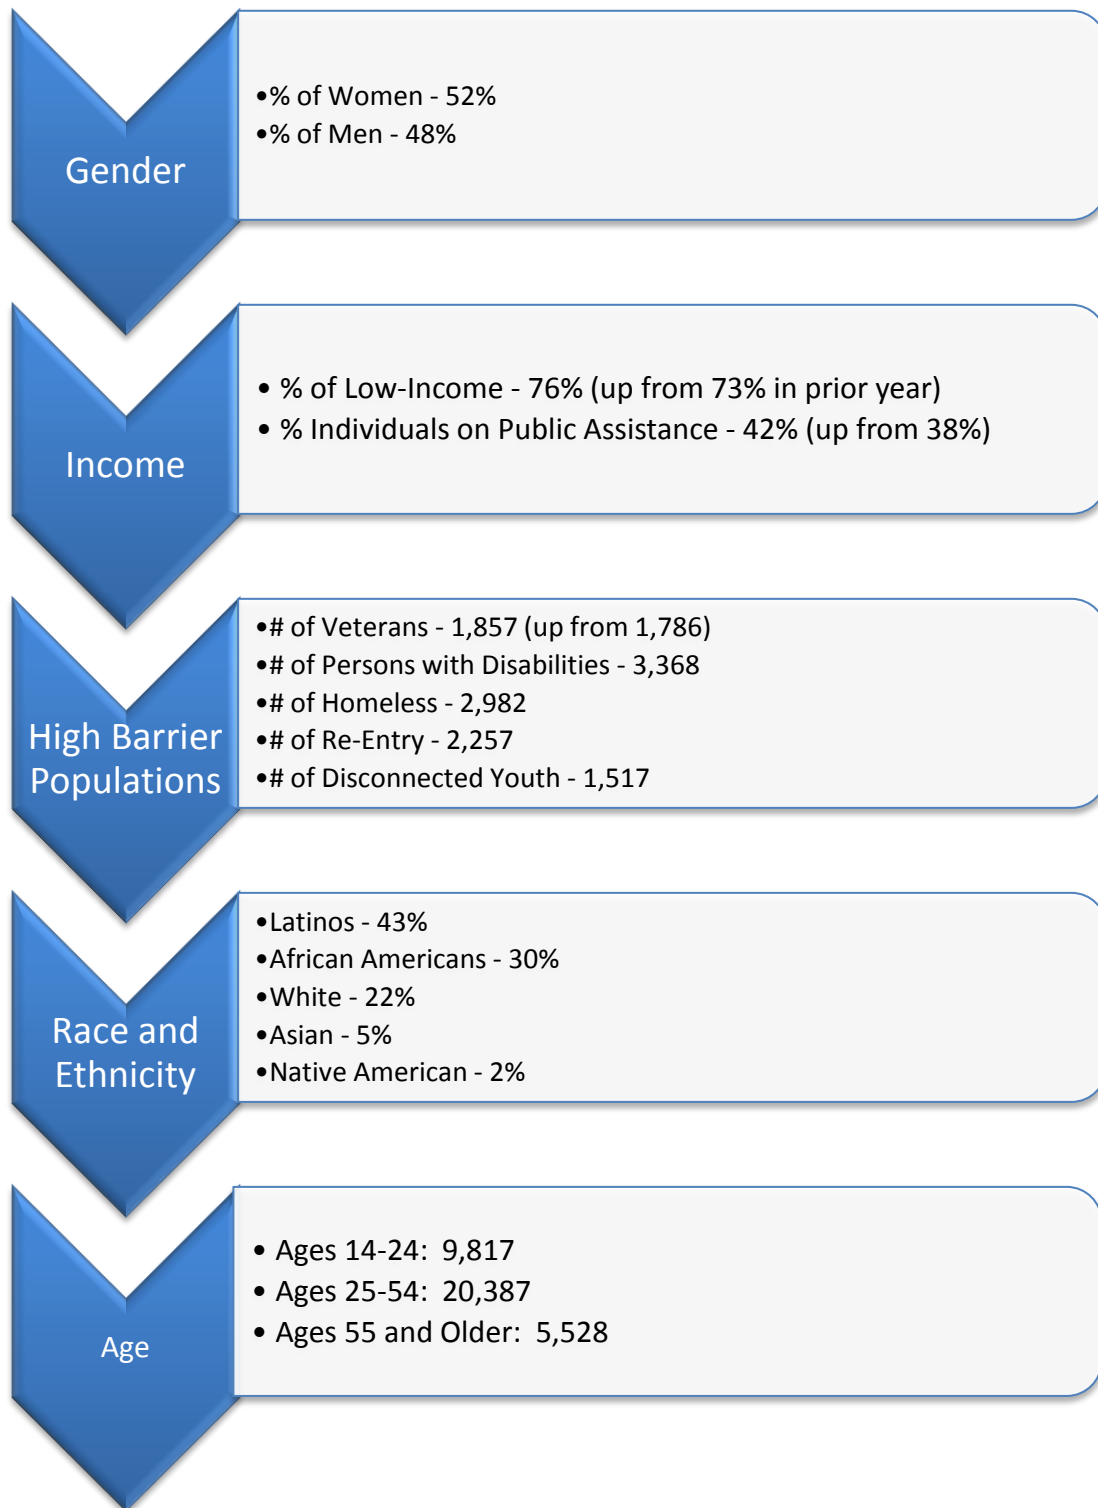 Gender
•% of Women - 52%
•% of Men - 48%
Income
• % of Low-Income - 76% (up from 73% in prior year)
• % Individuals on Public Assistance - 42% (up from 38%)
High Barrier
Populations
•# of Veterans - 1,857 (up from 1,786)
•# of Persons with Disabilities - 3,368
•# of Homeless - 2,982
•# of Re-Entry - 2,257
•# of Disconnected Youth - 1,517
Race and
Ethnicity
•Latinos - 43%
•African Americans - 30%
•White - 22%
•Asian - 5%
•Native American - 2%
Age
• Ages 14-24:  9,817
• Ages 25-54:  20,387
• Ages 55 and Older:  5,528